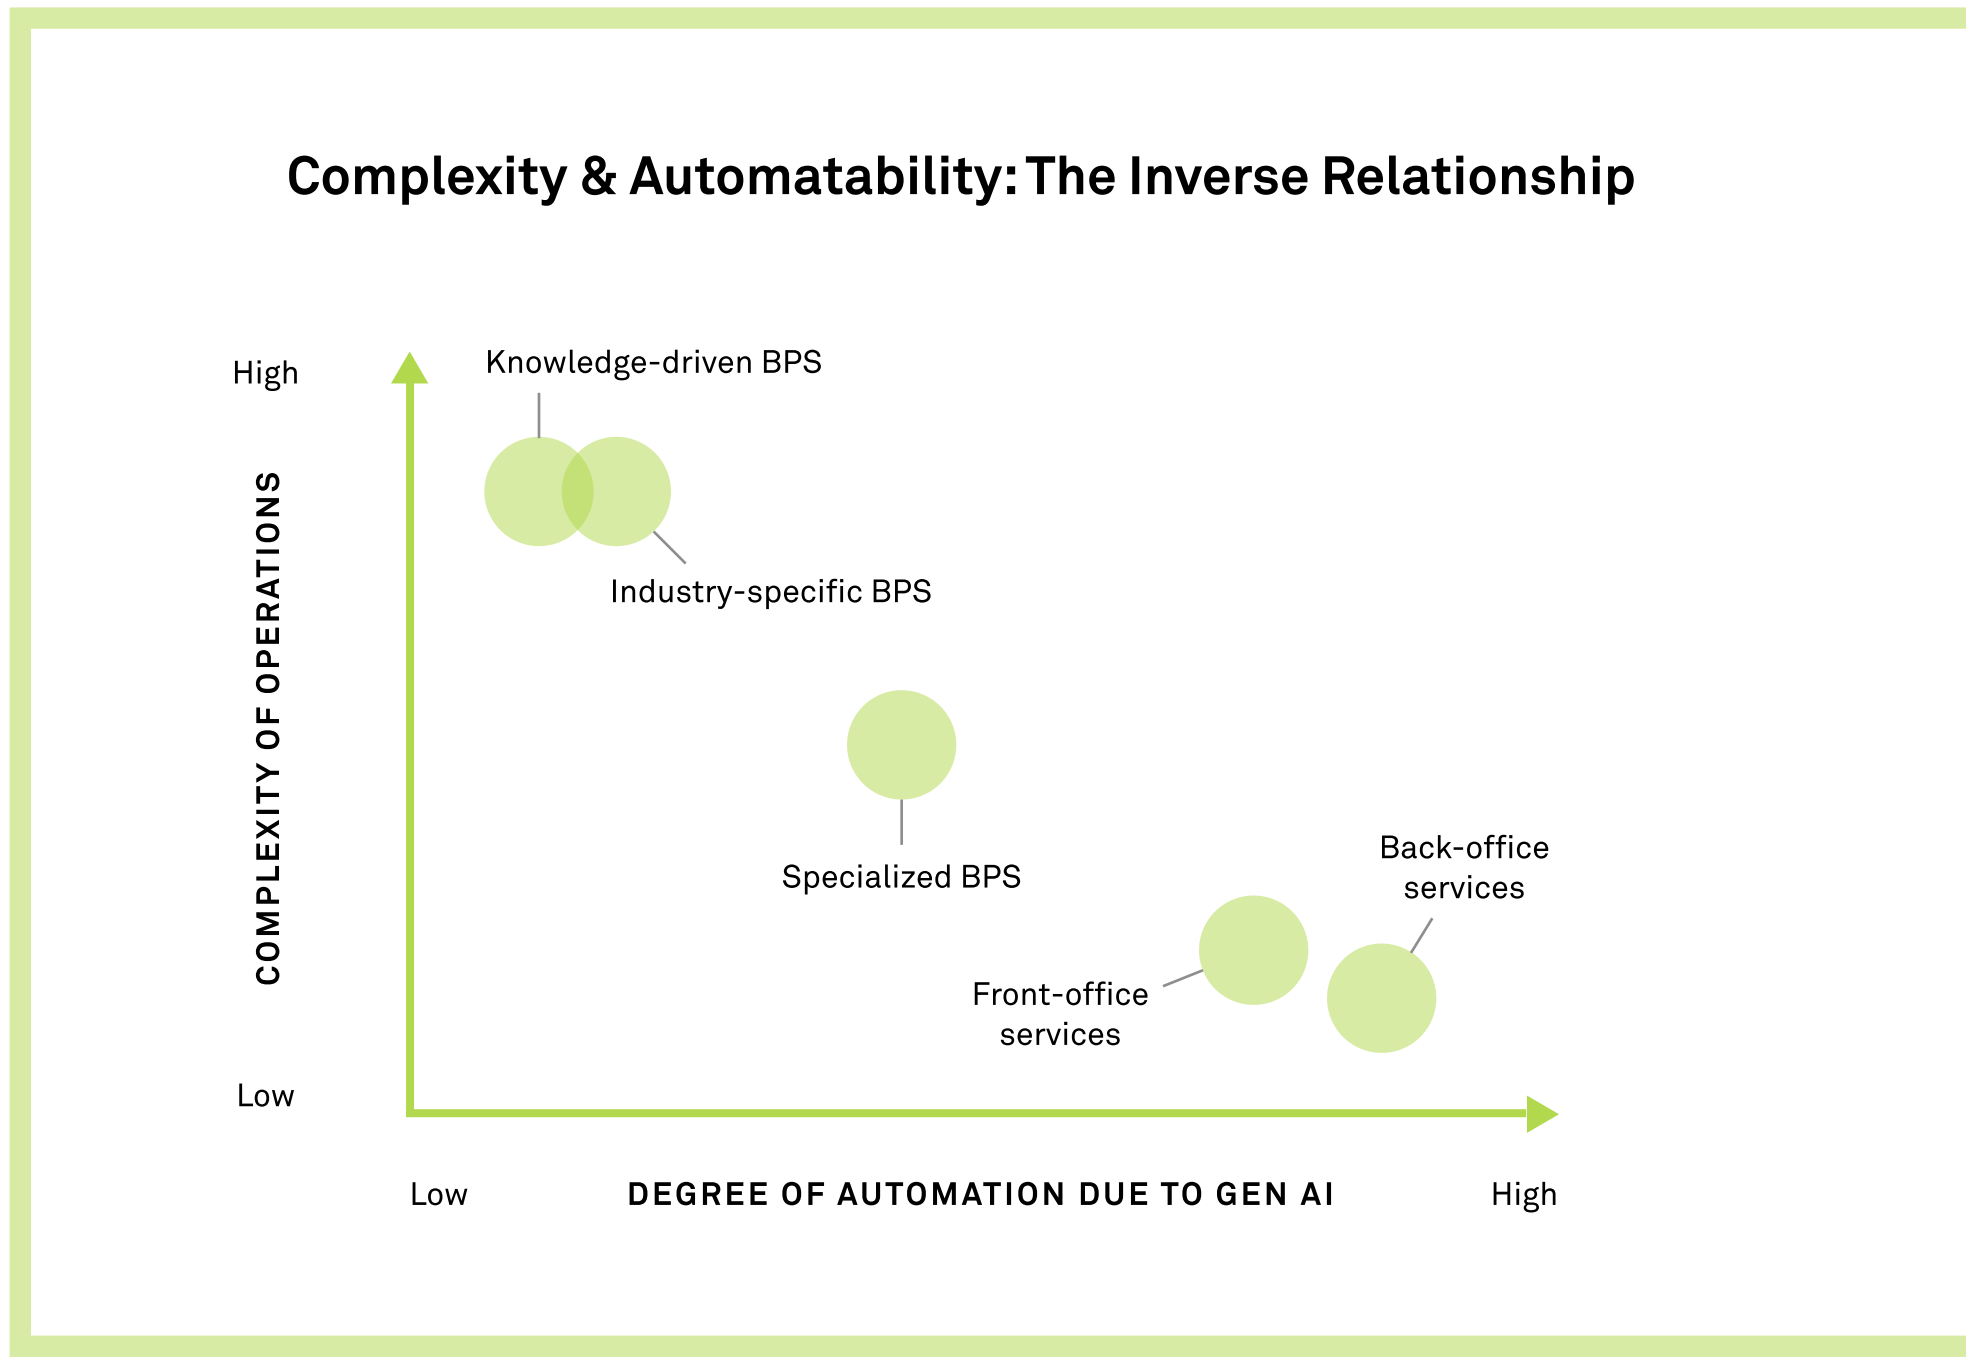 Complexity & Automatability: The Inverse Relationship
High
Knowledge-driven BPS
COMPLEXITY OF OPERATIONS
Industry-specific BPS
Specialized BPS
Back-office
services
Front-office
services
Low
Low
DEGREE OF AUTOMATION DUE TO GEN AI
High